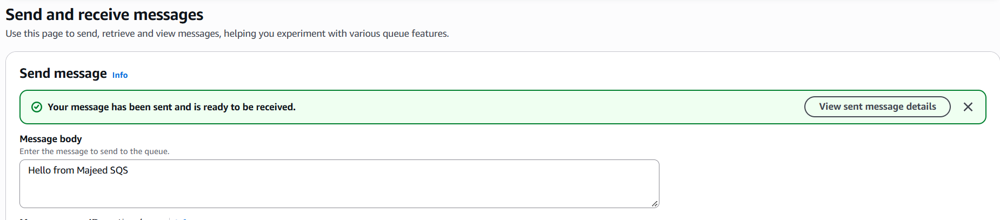 Send and receive messages
Use this page to send, retrieve and view messages, helping you experiment with various queue features.
Send message Info
Your message has been sent and is ready to be received.
View sent message details
Message body
Enter the message to send to the queue.
Hello from Majeed SQS